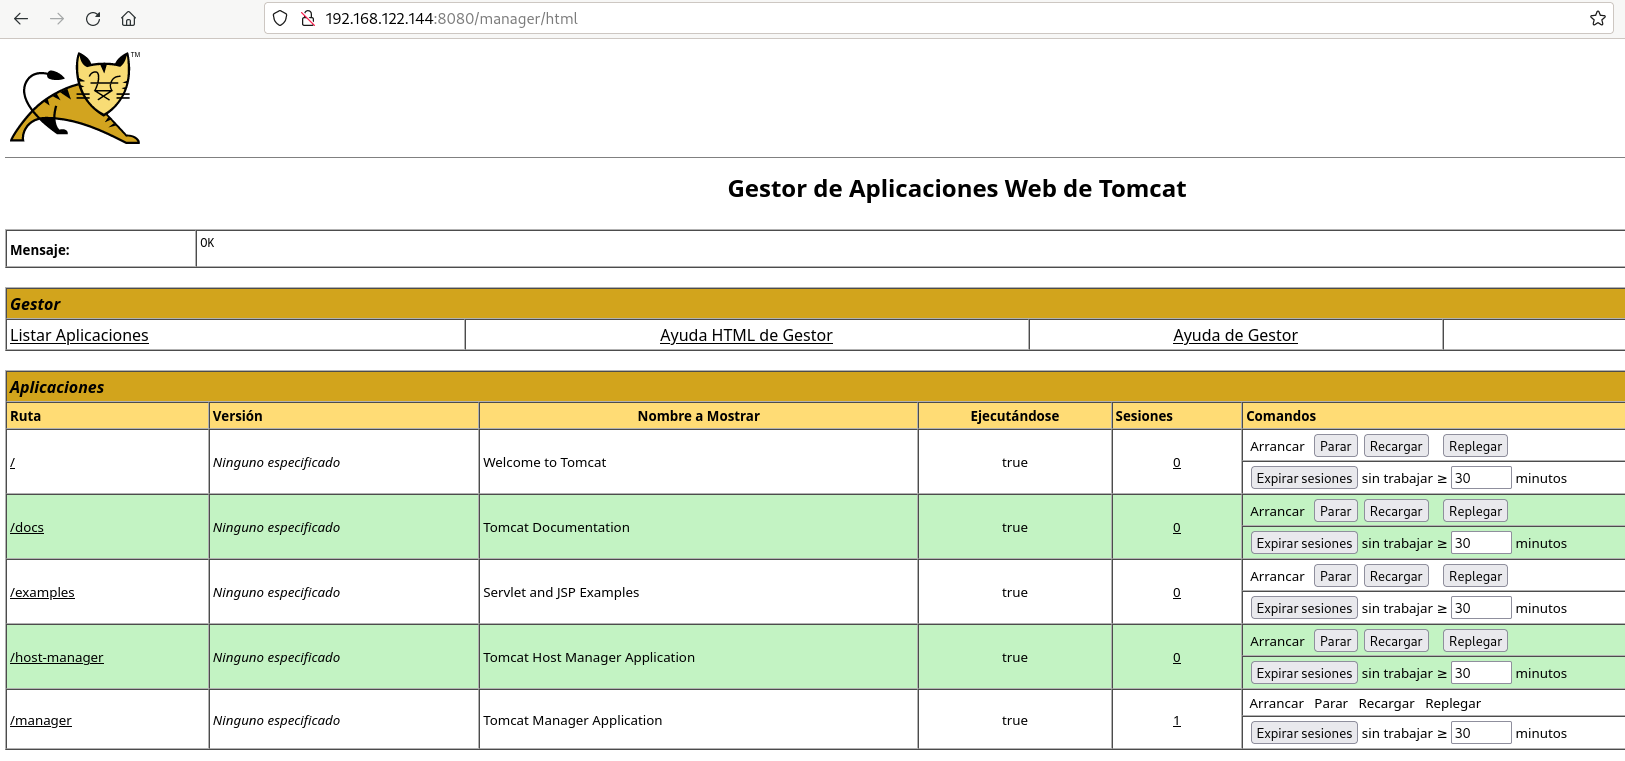 192.168.122.144:8080/manager/html
TM
Gestor de Aplicaciones Web de Tomcat
Mensaje: OK
Gestor
Listar Aplicaciones Ayuda HTML de Gestor Ayuda de Gestor
Aplicaciones
Ruta Versión Nombre a Mostrar Ejecutándose Sesiones Comandos
/ Ninguno especificado Welcome to Tomcat true 0 Arrancar Parar Recargar Replegar
Expirar sesiones sin trabajar ≥ 30 minutos
/docs Ninguno especificado Tomcat Documentation true 0 Arrancar Parar Recargar Replegar
Expirar sesiones sin trabajar ≥ 30 minutos
/examples Ninguno especificado Servlet and JSP Examples true 0 Arrancar Parar Recargar Replegar
Expirar sesiones sin trabajar ≥ 30 minutos
/host-manager Ninguno especificado Tomcat Host Manager Application true 0 Arrancar Parar Recargar Replegar
Expirar sesiones sin trabajar ≥ 30 minutos
/manager Ninguno especificado Tomcat Manager Application true 1 Arrancar Parar Recargar Replegar
Expirar sesiones sin trabajar ≥ 30 minutos